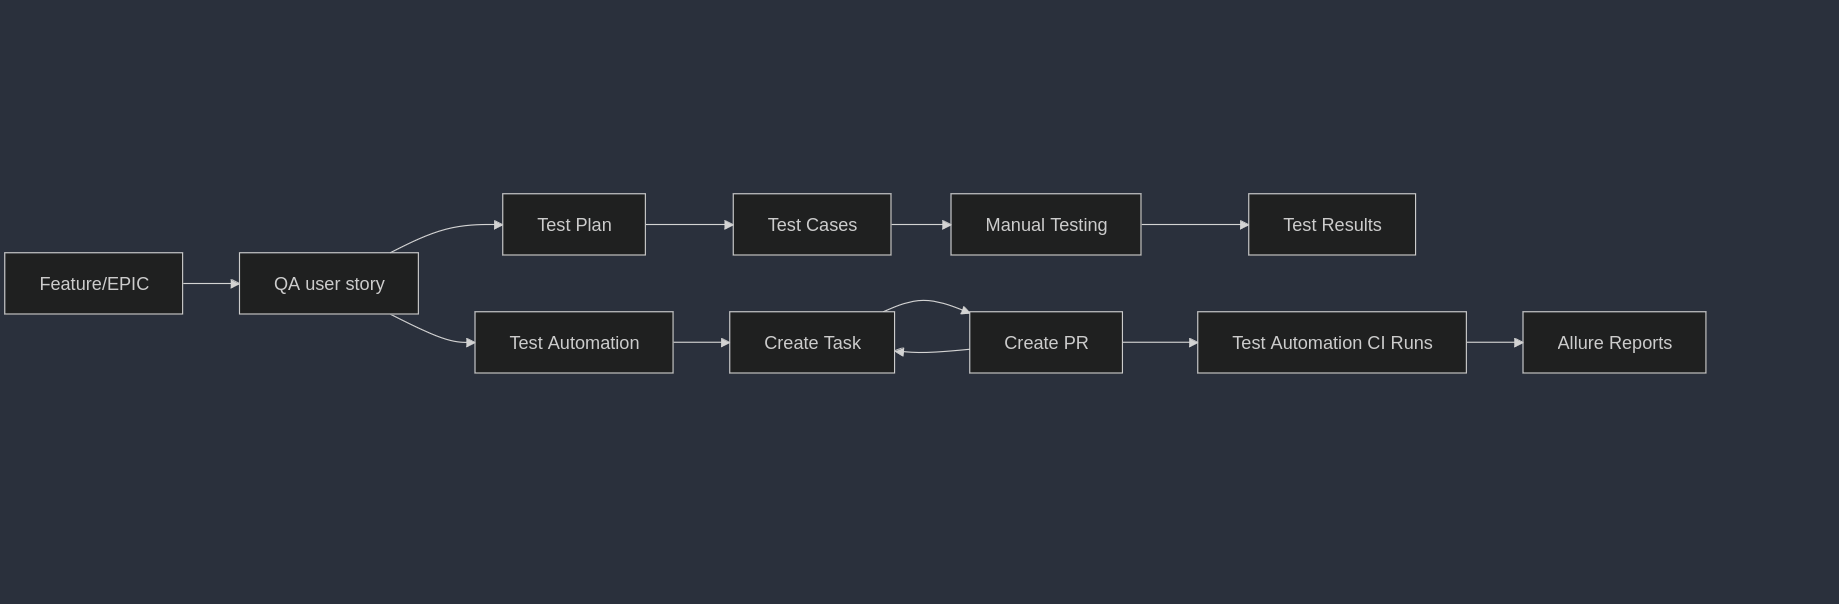 Feature/EPIC
QA user story
Test Plan
Test Cases
Manual Testing
Test Results
Test Automation
Create Task
Create PR
Test Automation CI Runs
Allure Reports